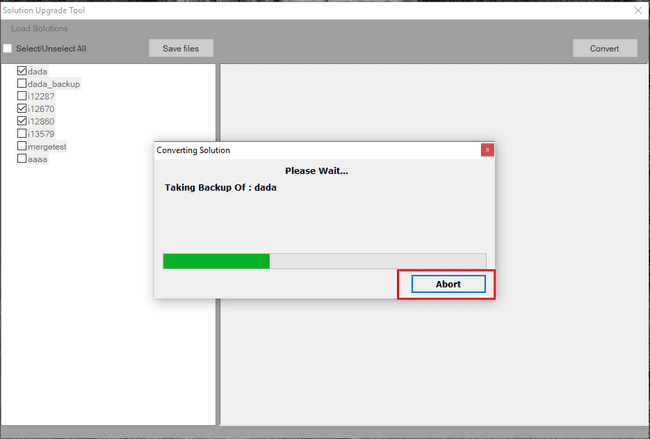 Solution Upgrade Tool
Load Solutions
Select/Unselect All
Save files
Convert
dada
dada_backup
i12287
i12670
i12860
i13579
mergetest
aaaa
Converting Solution
x
Please Wait...
Taking Backup Of : dada
Abort